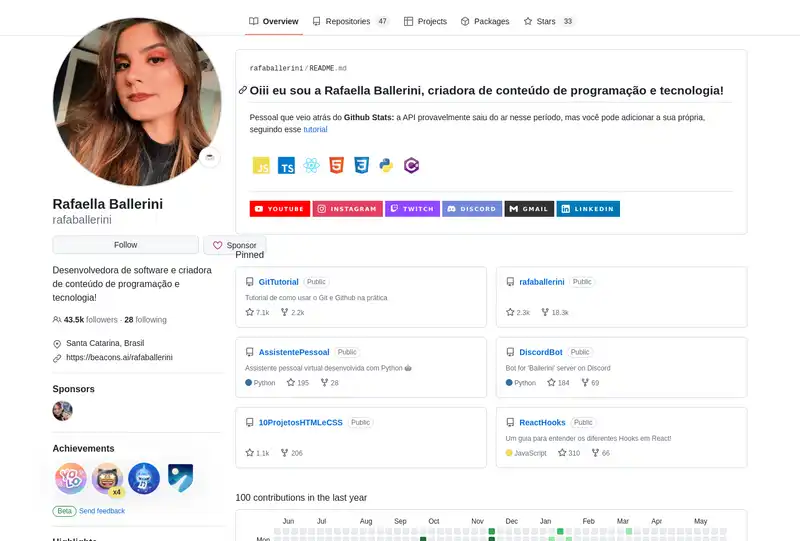 Overview
Repositories 47
Projects
Packages
Stars 33
Rafaella Ballerini
rafaballerini
Follow
Sponsor
Desenvolvedora de software e criadora
de conteúdo de programação e
tecnologia!
43.5k followers · 28 following
Santa Catarina, Brasil
https://beacons.ai/rafaballerini
Sponsors
Achievements
YOLO
x4
Beta Send feedback
Highlights
rafaballerini/README.md
Oiii eu sou a Rafaella Ballerini, criadora de conteúdo de programação e tecnologia!
Pessoal que veio atrás do Github Stats: a API provavelmente saiu do ar nesse período, mas você pode adicionar a sua própria,
seguindo esse tutorial
JS TS 5 3 C#
YOUTUBE INSTAGRAM TWITCH DISCORD GMAIL LINKEDIN
Pinned
GitTutorial Public
Tutorial de como usar o Git e Github na prática
7.1k 2.2k
rafaballerini Public
2.3k 18.3k
AssistentePessoal Public
Assistente pessoal virtual desenvolvida com Python
Python 195 28
DiscordBot Public
Bot for 'Ballerini' server on Discord
Python 184 69
10ProjetosHTMLeCSS Public
1.1k 206
ReactHooks Public
Um guia para entender os diferentes Hooks em React!
JavaScript 310 66
100 contributions in the last year
Jun Jul Aug Sep Oct Nov Dec Jan Feb Mar Apr May
Mon